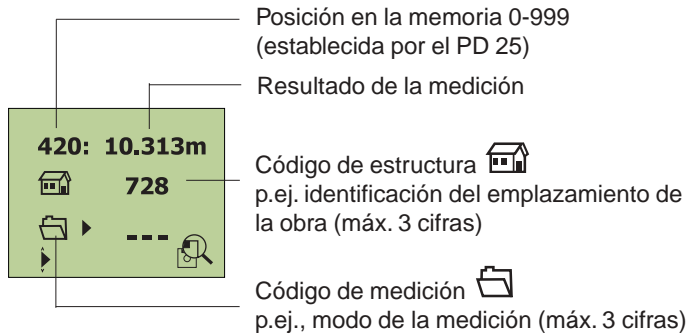 Posición en la memoria 0-999
(establecida por el PD 25)
Resultado de la medición
420: 10.313m
728
---
Código de estructura
p.ej. identificación del emplazamiento de
la obra (máx. 3 cifras)
Código de medición
p.ej., modo de la medición (máx. 3 cifras)